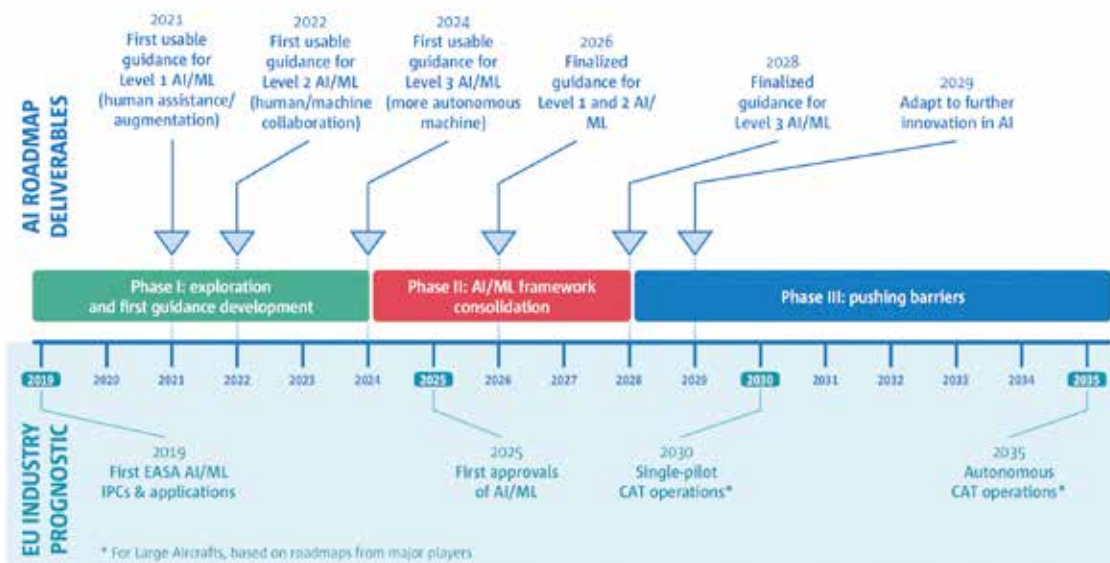 AI ROADMAP
DELIVERABLES
2021
First usable
guidance for
Level 1 AI/ML
(human assistance/
augmentation)
2022
First usable
guidance for
Level 2 AI/ML
(human/machine
collaboration)
2024
First usable
guidance for
Level 3 AI/ML
(more autonomous
machine)
2026
Finalized
guidance for
Level 1 and 2 AI/
ML
2028
Finalized
guidance for
Level 3 AI/ML
2029
Adapt to further
innovation in AI
Phase I: exploration
and first guidance development
Phase II: AI/ML framework
consolidation
Phase III: pushing barriers
2019 2020 2021 2022 2023 2024 2025 2026 2027 2028 2029 2030 2031 2032 2033 2034 2035
EU INDUSTRY
PROGNOSTIC
2019
First EASA AI/ML
IPCs & applications
2025
First approvals
of AI/ML
2030
Single-pilot
CAT operations*
2035
Autonomous
CAT operations*
* For Large Aircrafts, based on roadmaps from major players